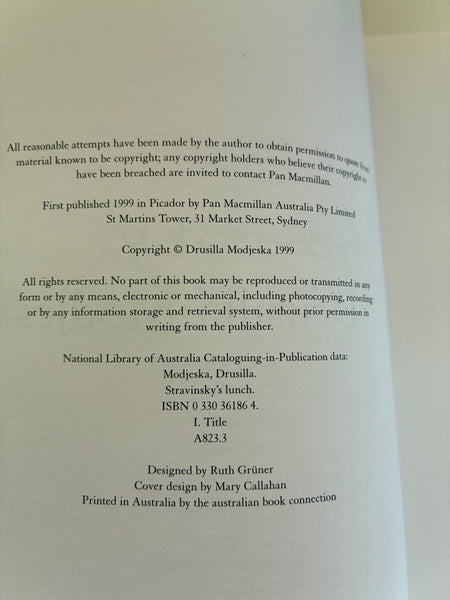 All reasonable attempts have been made by the author to obtain permission to quote from
material known to be copyright; any copyright holders who believe their copyright to
have been breached are invited to contact Pan Macmillan.
First published 1999 in Picador by Pan Macmillan Australia Pty Limited
St Martins Tower, 31 Market Street, Sydney
Copyright © Drusilla Modjeska 1999
All rights reserved. No part of this book may be reproduced or transmitted in any
form or by any means, electronic or mechanical, including photocopying, recording
or by any information storage and retrieval system, without prior permission in
writing from the publisher.
National Library of Australia Cataloguing-in-Publication data:
Modjeska, Drusilla.
Stravinsky's lunch.
ISBN 0 330 36186 4.
I. Title
A823.3
Designed by Ruth Grüner
Cover design by Mary Callahan
Printed in Australia by the australian book connection